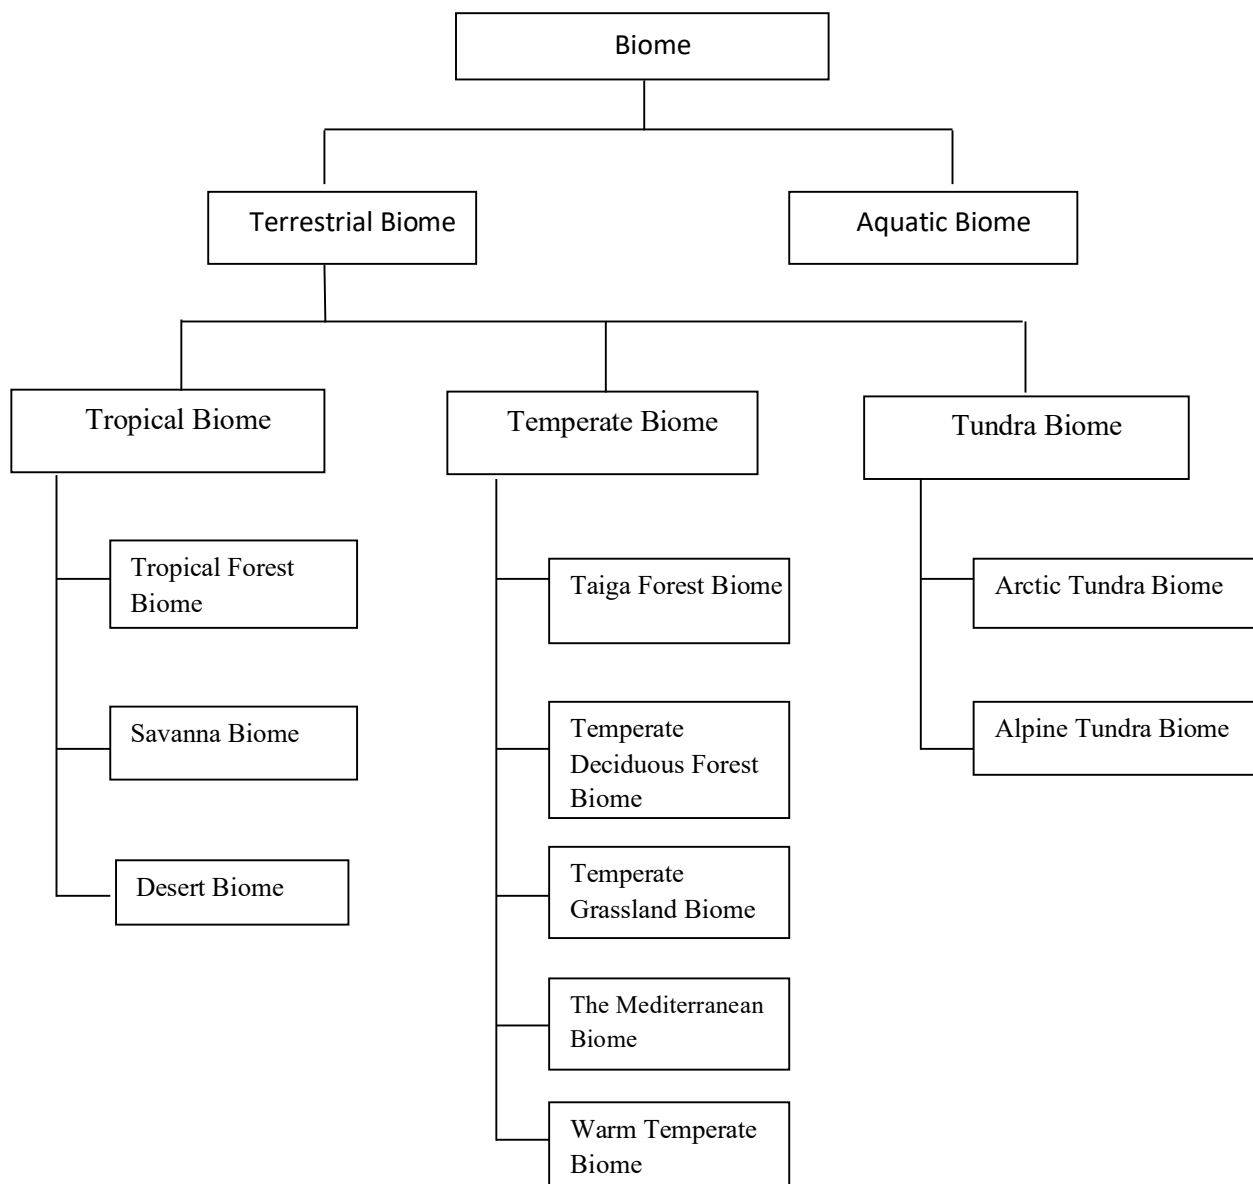 Biome
Terrestrial Biome
Aquatic Biome
Tropical Biome
Temperate Biome
Tundra Biome
Tropical Forest
Biome
Savanna Biome
Desert Biome
Taiga Forest Biome
Temperate
Deciduous Forest
Biome
Temperate
Grassland Biome
The Mediterranean
Biome
Warm Temperate
Biome
Arctic Tundra Biome
Alpine Tundra Biome